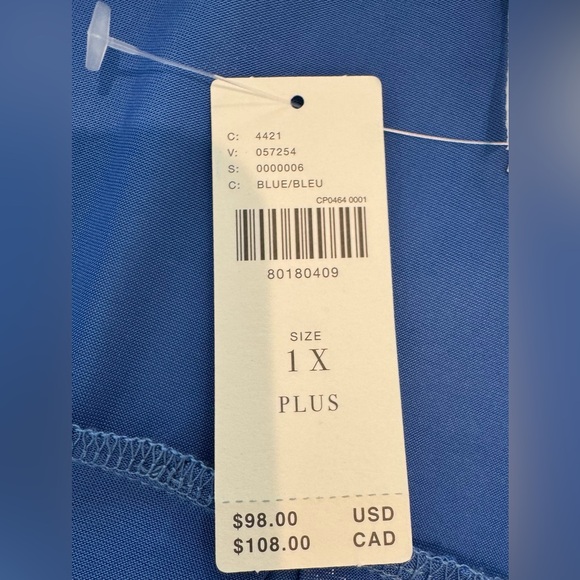 C: 4421
V: 057254
S: 0000006
C: BLUE/BLEU
CP0464 0001
80180409
SIZE
1 X
PLUS
$98.00 USD
$108.00 CAD